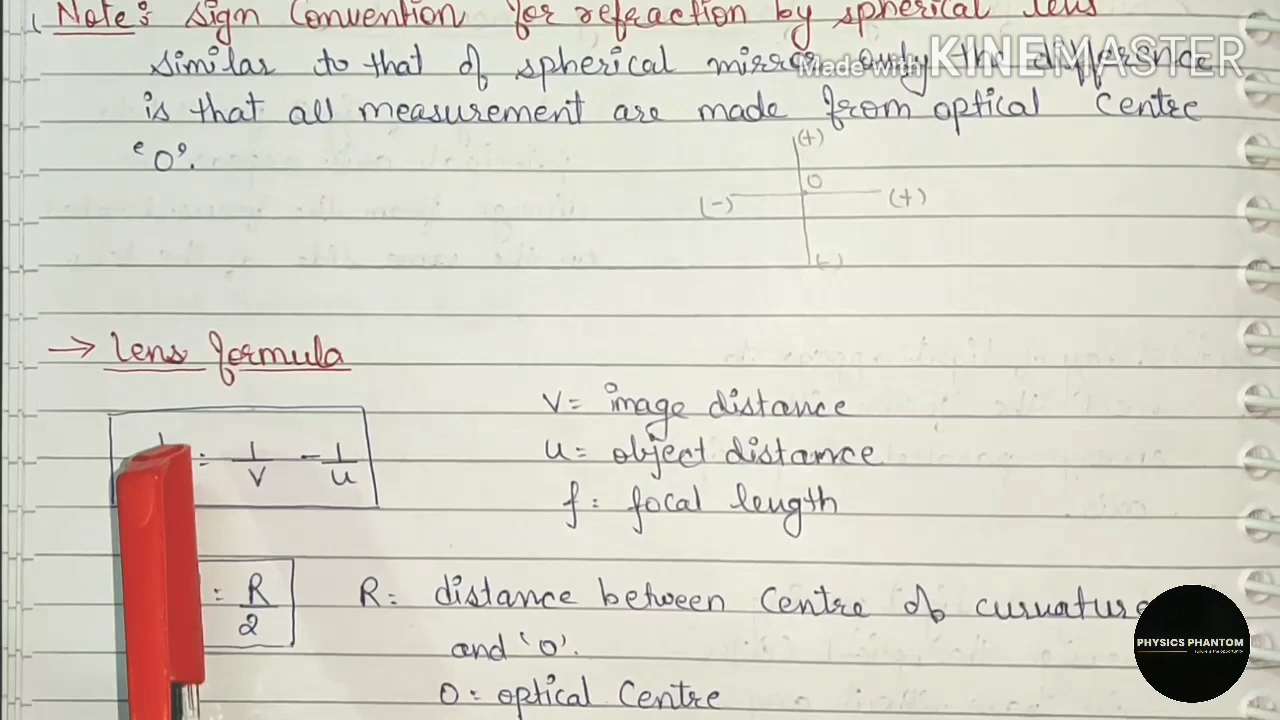 Note: Sign Convention for refraction by spherical lens
similar to that of spherical mirror only the difference
is that all measurement are made from optical Centre
'O'.
(+)
O
(-) (+)
(-)
→ Lens formula
1 = 1/V - 1/u
V = image distance
u = object distance
f = focal length
= R/2
R = distance between Centre of curvature
and 'O'.
O = optical Centre
Made with KINEMASTER
PHYSICS PHANTOM